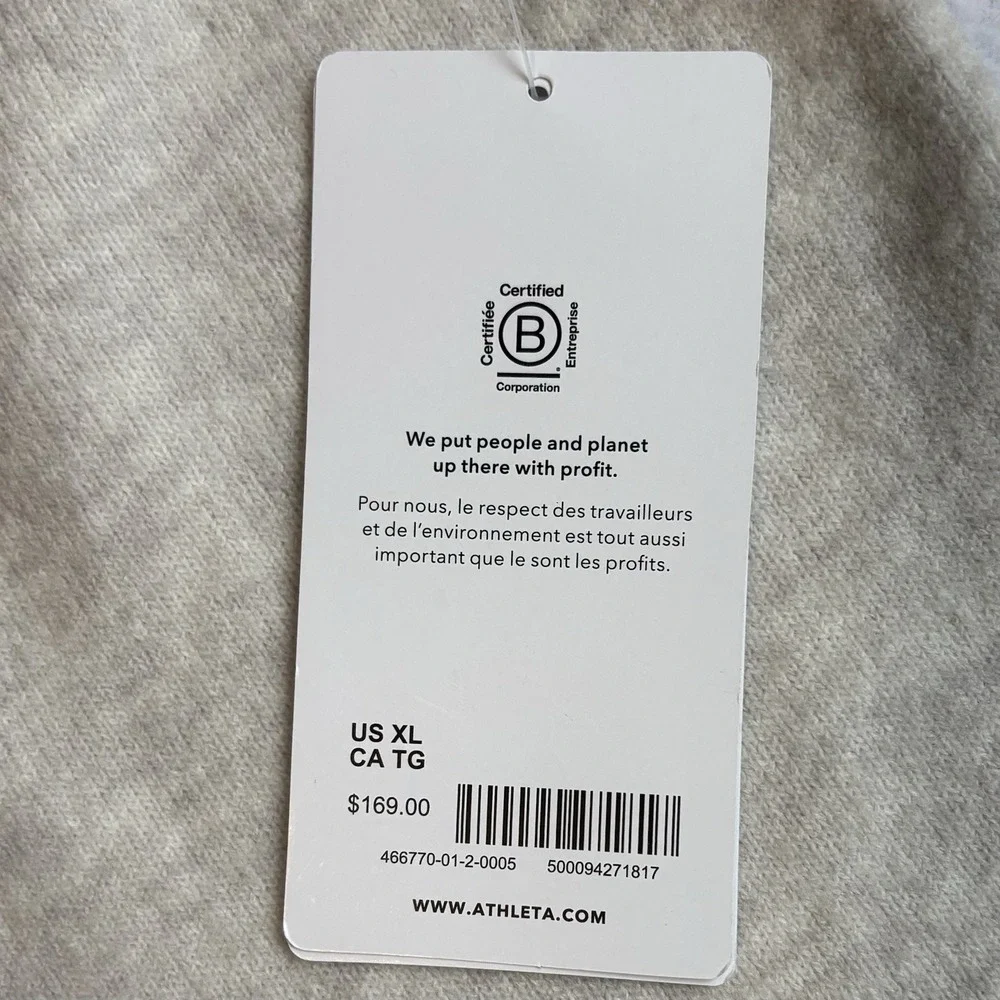 Certified
Certifiée
B
Entreprise
Corporation
We put people and planet
up there with profit.
Pour nous, le respect des travailleurs
et de l'environnement est tout aussi
important que le sont les profits.
US XL
CA TG
$169.00
466770-01-2-0005 500094271817
WWW.ATHLETA.COM